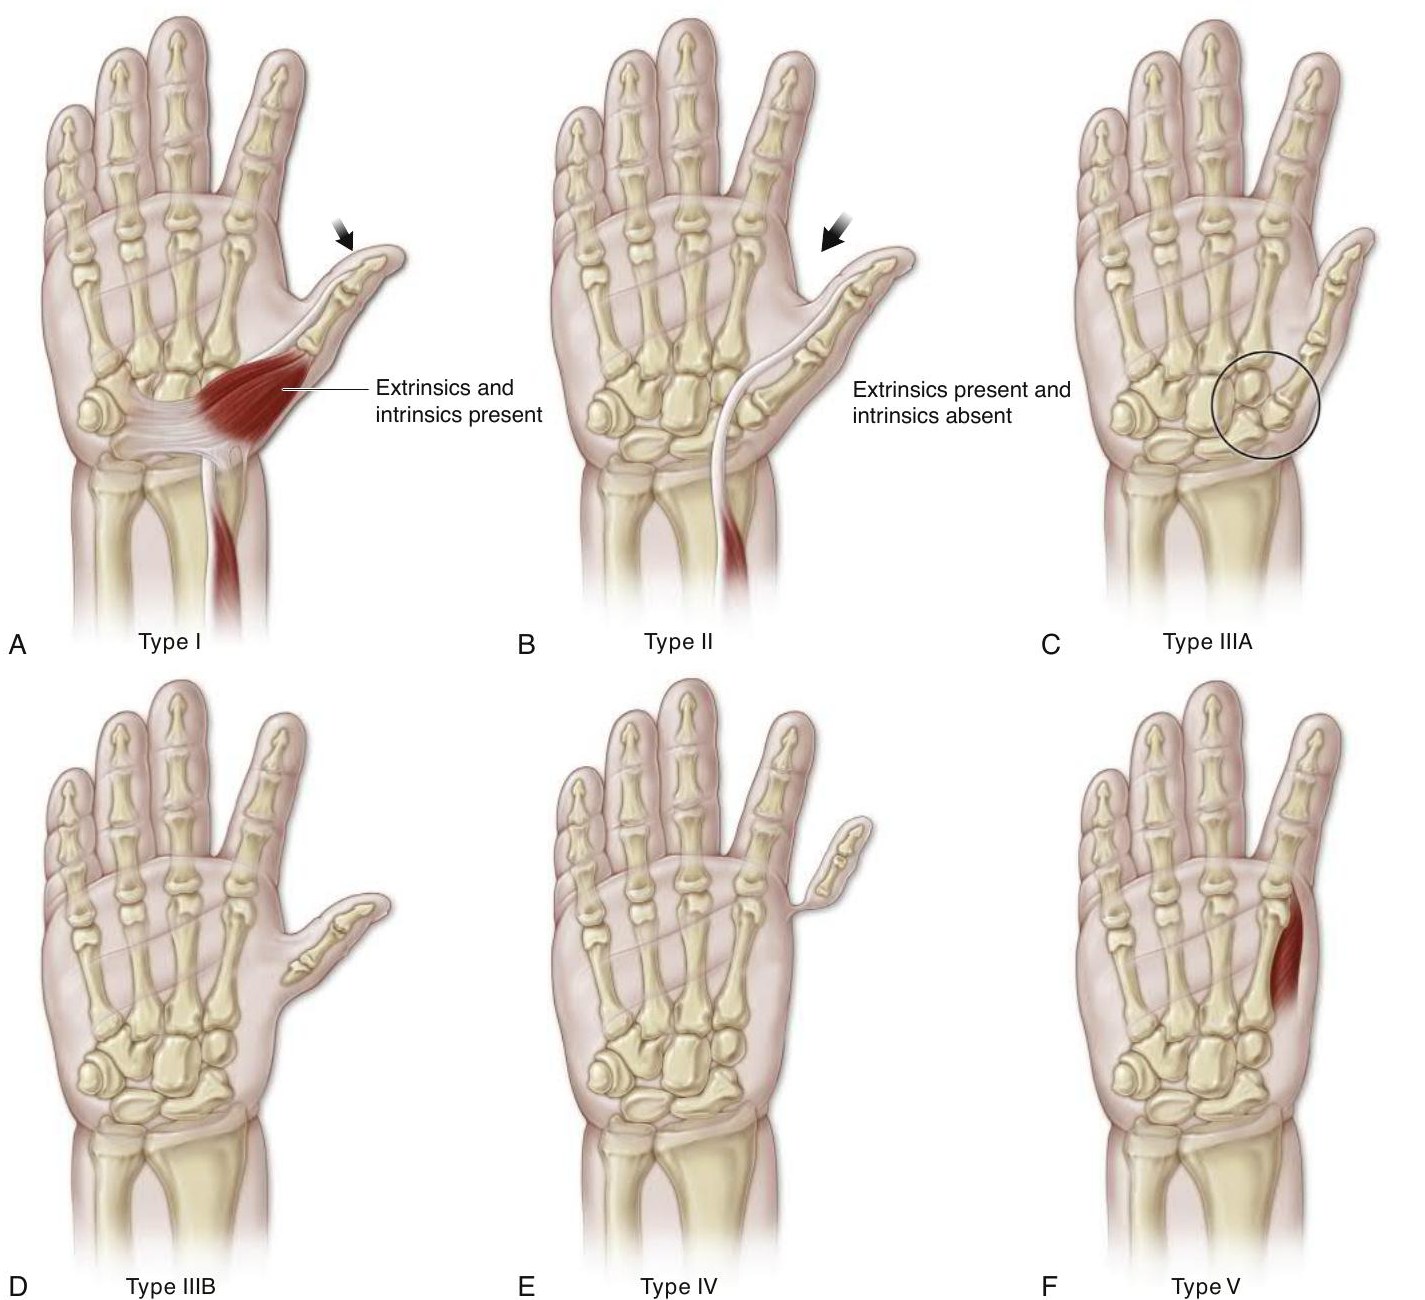 Extrinsics and
intrinsics present
Extrinsics present and
intrinsics absent
A Type I
B Type II
C Type IIIA
D Type IIIB
E Type IV
F Type V